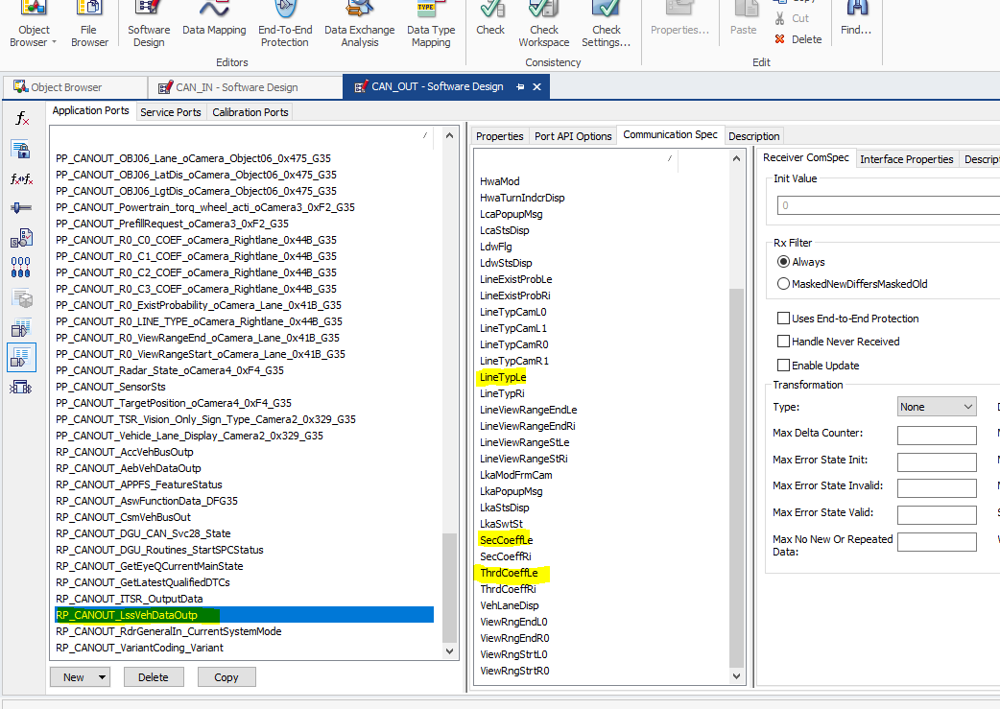 Object Browser
File Browser
Software Design
Data Mapping
End-To-End Protection
Data Exchange Analysis
Data Type Mapping
Editors
Check
Check Workspace
Check Settings...
Consistency
Properties...
Paste
Cut
Delete
Edit
Find...
Object Browser
CAN_IN - Software Design
CAN_OUT - Software Design
Application Ports
Service Ports
Calibration Ports
PP_CANOUT_OBJ06_Lane_oCamera_Object06_0x475_G35
PP_CANOUT_OBJ06_LatDis_oCamera_Object06_0x475_G35
PP_CANOUT_OBJ06_LgtDis_oCamera_Object06_0x475_G35
PP_CANOUT_Powertrain_torq_wheel_acti_oCamera3_0xF2_G35
PP_CANOUT_PrefillRequest_oCamera3_0xF2_G35
PP_CANOUT_R0_C0_COEF_oCamera_Rightlane_0x44B_G35
PP_CANOUT_R0_C1_COEF_oCamera_Rightlane_0x44B_G35
PP_CANOUT_R0_C2_COEF_oCamera_Rightlane_0x44B_G35
PP_CANOUT_R0_C3_COEF_oCamera_Rightlane_0x44B_G35
PP_CANOUT_R0_ExistProbability_oCamera_Lane_0x41B_G35
PP_CANOUT_R0_LINE_TYPE_oCamera_Rightlane_0x44B_G35
PP_CANOUT_R0_ViewRangeEnd_oCamera_Lane_0x41B_G35
PP_CANOUT_R0_ViewRangeStart_oCamera_Lane_0x41B_G35
PP_CANOUT_Radar_State_oCamera4_0xF4_G35
PP_CANOUT_SensorSts
PP_CANOUT_TargetPosition_oCamera4_0xF4_G35
PP_CANOUT_TSR_Vision_Only_Sign_Type_Camera2_0x329_G35
PP_CANOUT_Vehicle_Lane_Display_Camera2_0x329_G35
RP_CANOUT_AccVehBusOutp
RP_CANOUT_AebVehDataOutp
RP_CANOUT_APPFS_FeatureStatus
RP_CANOUT_AswFunctionData_DFG35
RP_CANOUT_CsmVehBusOut
RP_CANOUT_DGU_CAN_Svc28_State
RP_CANOUT_DGU_Routines_StartSPCStatus
RP_CANOUT_GetEyeQCurrentMainState
RP_CANOUT_GetLatestQualifiedDTCs
RP_CANOUT_ITSR_OutputData
RP_CANOUT_LssVehDataOutp
RP_CANOUT_RdrGeneralIn_CurrentSystemMode
RP_CANOUT_VariantCoding_Variant
New
Delete
Copy
Properties
Port API Options
Communication Spec
Description
HwaMod
HwaTurnIndcrDisp
LcaPopupMsg
LcaStsDisp
LdwFlg
LdwStsDisp
LineExistProbLe
LineExistProbRi
LineTypCamL0
LineTypCamL1
LineTypCamR0
LineTypCamR1
LineTypLe
LineTypRi
LineViewRangeEndLe
LineViewRangeEndRi
LineViewRangeStLe
LineViewRangeStRi
LkaModFrmCam
LkaPopupMsg
LkaStsDisp
LkaSwtSt
SecCoeffLe
SecCoeffRi
ThrdCoeffLe
ThrdCoeffRi
VehLaneDisp
ViewRngEndL0
ViewRngEndR0
ViewRngStrtL0
ViewRngStrtR0
Receiver ComSpec
Interface Properties
Descript
Init Value
0
Rx Filter
Always
MaskedNewDiffersMaskedOld
Uses End-to-End Protection
Handle Never Received
Enable Update
Transformation
Type:
None
Max Delta Counter:
Max Error State Init:
Max Error State Invalid:
Max Error State Valid:
Max No New Or Repeated
Data: